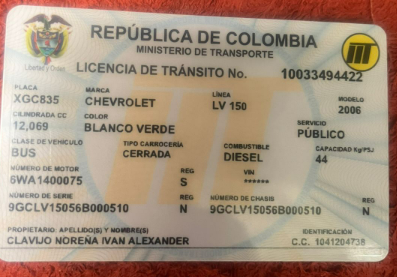 REPÚBLICA DE COLOMBIA
MINISTERIO DE TRANSPORTE
Libertad y Orden
LICENCIA DE TRÁNSITO No. 10033494422
PLACA MARCA LÍNEA MODELO
XGC835 CHEVROLET LV 150 2006
CILINDRADA CC COLOR SERVICIO
12,069 BLANCO VERDE PÚBLICO
CLASE DE VEHÍCULO TIPO CARROCERÍA COMBUSTIBLE CAPACIDAD Kg/PSJ
BUS CERRADA DIESEL 44
NÚMERO DE MOTOR REG VIN
6WA1400075 S ******
NÚMERO DE SERIE REG NÚMERO DE CHASIS REG
9GCLV15056B000510 N 9GCLV15056B000510 N
PROPIETARIO: APELLIDO(S) Y NOMBRE(S) IDENTIFICACIÓN
CLAVIJO NOREÑA IVAN ALEXANDER C.C. 1041204738